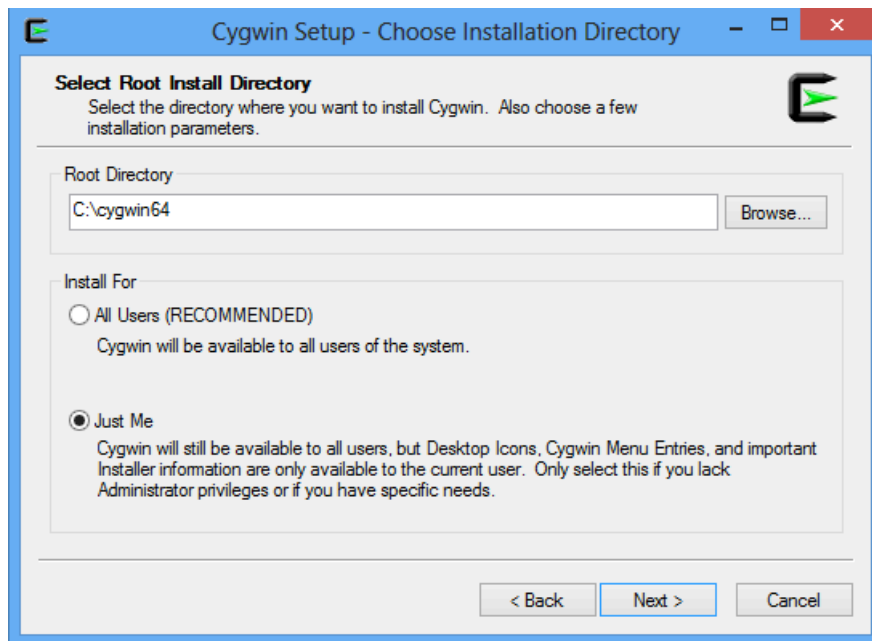 Cygwin Setup - Choose Installation Directory
Select Root Install Directory
Select the directory where you want to install Cygwin. Also choose a few
installation parameters.
Root Directory
C:\cygwin64
Browse...
Install For
All Users (RECOMMENDED)
Cygwin will be available to all users of the system.
Just Me
Cygwin will still be available to all users, but Desktop Icons, Cygwin Menu Entries, and important
Installer information are only available to the current user. Only select this if you lack
Administrator privileges or if you have specific needs.
< Back
Next >
Cancel